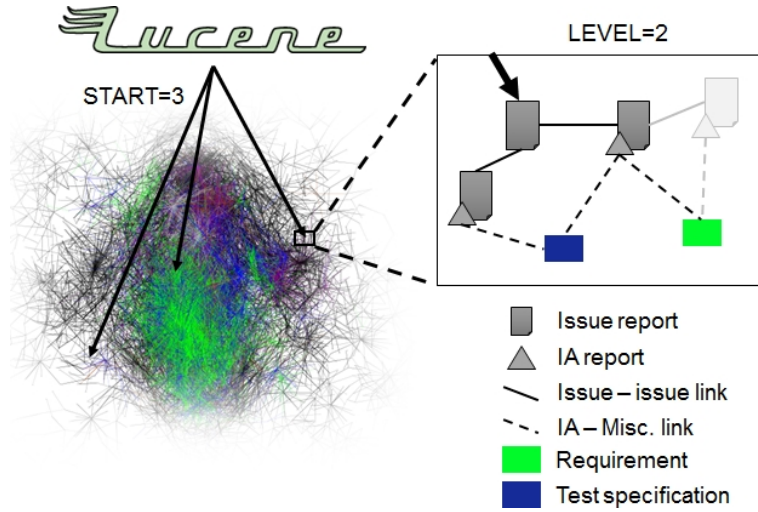 Lucene
START=3
LEVEL=2
Issue report
IA report
Issue – issue link
IA – Misc. link
Requirement
Test specification